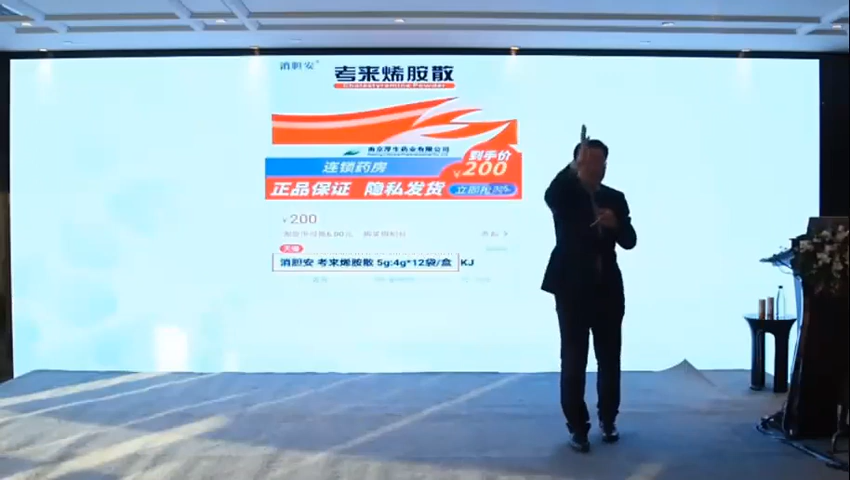 消胆安®
考来烯胺散
Cholestyramine Powder
南京厚生药业有限公司
连锁药房
到手价
¥200
正品保证 隐私发货
¥200
天猫
消胆安 考来烯胺散 5g:4g*12袋/盒 KJ